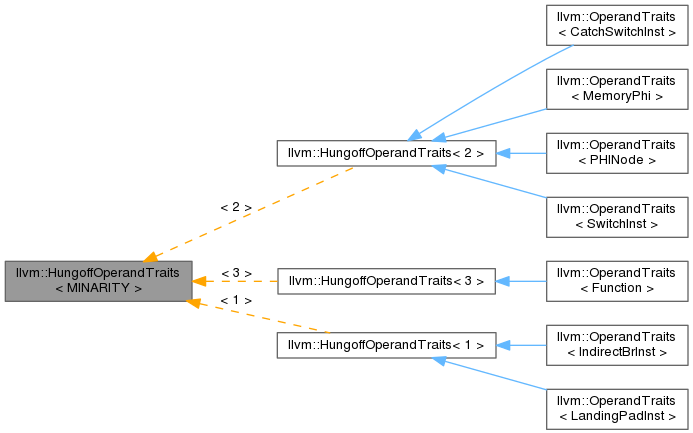 llvm::OperandTraits
< CatchSwitchInst >
llvm::OperandTraits
< MemoryPhi >
llvm::HungoffOperandTraits< 2 >
llvm::OperandTraits
< PHINode >
< 2 >
llvm::OperandTraits
< SwitchInst >
llvm::HungoffOperandTraits
< MINARITY >
< 3 >
llvm::HungoffOperandTraits< 3 >
llvm::OperandTraits
< Function >
< 1 >
llvm::HungoffOperandTraits< 1 >
llvm::OperandTraits
< IndirectBrInst >
llvm::OperandTraits
< LandingPadInst >